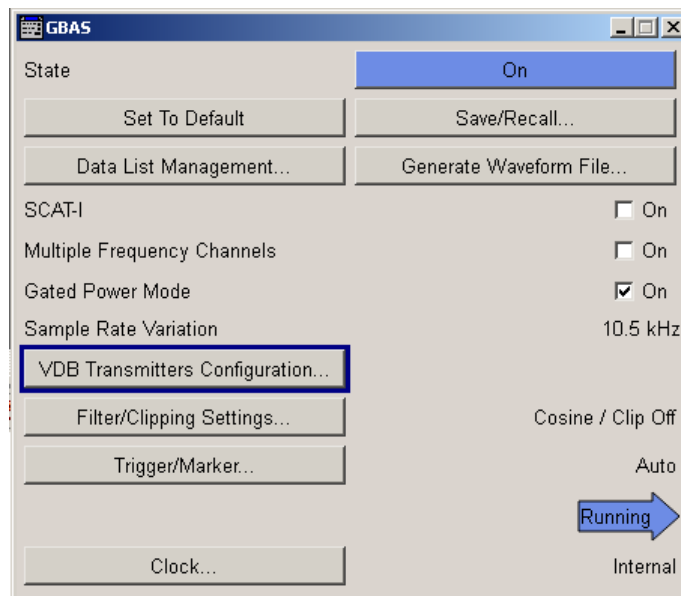 GBAS
State On
Set To Default Save/Recall...
Data List Management... Generate Waveform File...
SCAT-I On
Multiple Frequency Channels On
Gated Power Mode On
Sample Rate Variation 10.5 kHz
VDB Transmitters Configuration...
Filter/Clipping Settings... Cosine / Clip Off
Trigger/Marker... Auto
Running
Clock... Internal